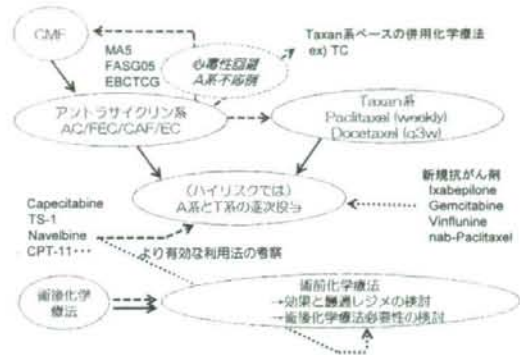 CMF
MA5
FASG05
EBCTCG
心毒性回避
A系不応例
Taxan系ベースの併用化学療法
ex) TC
アントラサイクリン系
AC/FEC/CAF/EC
Taxan系
Paclitaxel (weekly)
Docetaxel (q3w)
(ハイリスクでは)
A系とT系の逐次投与
新規抗がん剤
Ixabepilone
Gemcitabine
Vinflunine
nab-Paclitaxel
Capecitabine
TS-1
Navelbine
CPT-11・・・
より有効な利用法の考察
術後化学
療法
術前化学療法
→効果と最適レジメの検討
→術後化学療法必要性の検討